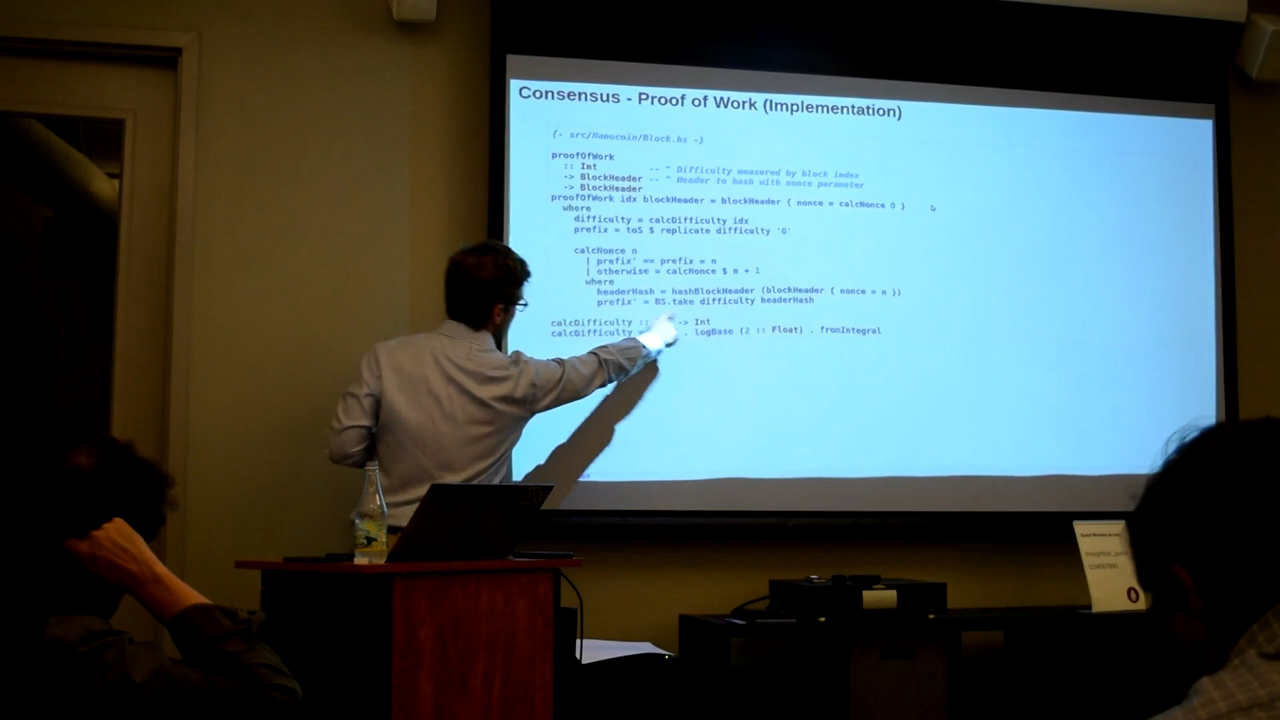 Consensus - Proof of Work (Implementation)
{- src/Nanocoin/Block.hs -}
proofOfWork
:: Int -- ^ Difficulty measured by block index
-> BlockHeader -- ^ Header to hash with nonce parameter
-> BlockHeader
proofOfWork idx blockHeader = blockHeader { nonce = calcNonce 0 }
where
difficulty = calcDifficulty idx
prefix = toS $ replicate difficulty '0'
calcNonce n
| prefix' == prefix = n
| otherwise = calcNonce $ n + 1
where
headerHash = hashBlockHeader (blockHeader { nonce = n })
prefix' = BS.take difficulty headerHash
calcDifficulty :: -> Int
calcDifficulty = . logBase (2 :: Float) . fromIntegral
Guest Wireless Access